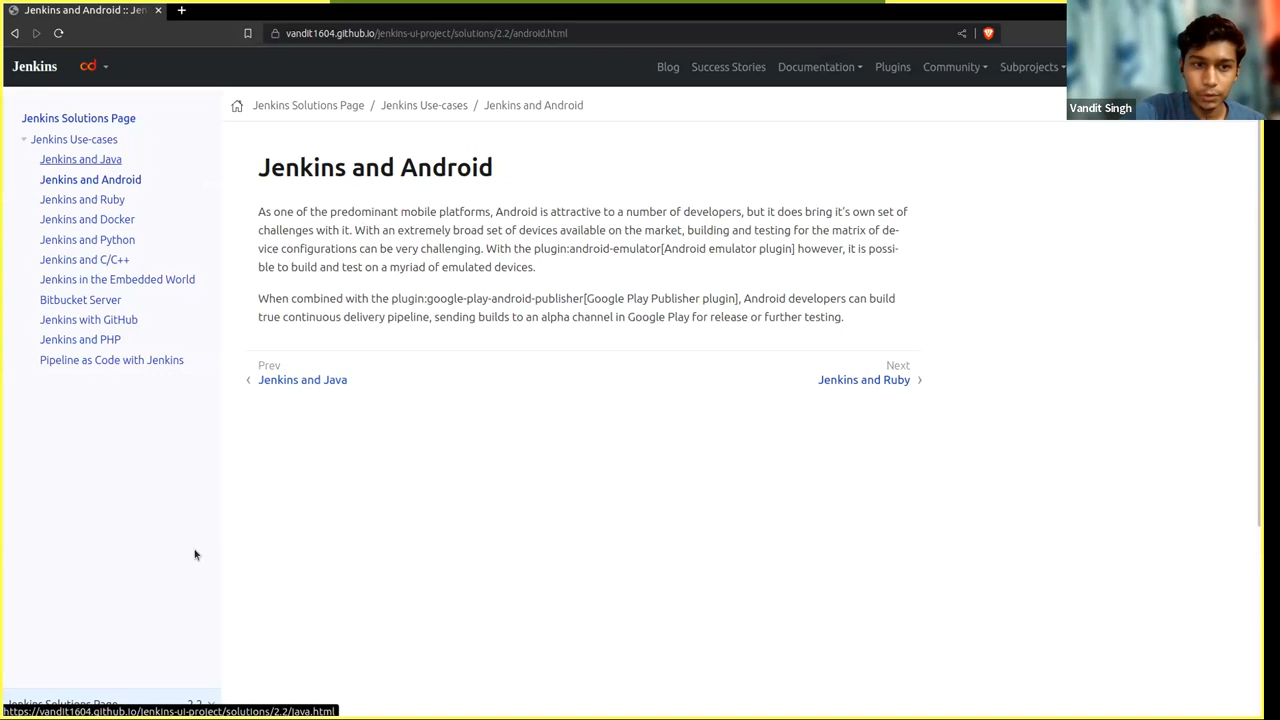 Jenkins and Android :: Jen
vandit1604.github.io/jenkins-ui-project/solutions/2.2/android.html
Jenkins
cd
Blog
Success Stories
Documentation
Plugins
Community
Subprojects
Vandit Singh
Jenkins Solutions Page
Jenkins Use-cases
Jenkins and Java
Jenkins and Android
Jenkins and Ruby
Jenkins and Docker
Jenkins and Python
Jenkins and C/C++
Jenkins in the Embedded World
Bitbucket Server
Jenkins with GitHub
Jenkins and PHP
Pipeline as Code with Jenkins
Jenkins Solutions Page / Jenkins Use-cases / Jenkins and Android
Jenkins and Android
As one of the predominant mobile platforms, Android is attractive to a number of developers, but it does bring it's own set of
challenges with it. With an extremely broad set of devices available on the market, building and testing for the matrix of de-
vice configurations can be very challenging. With the plugin:android-emulator[Android emulator plugin] however, it is possi-
ble to build and test on a myriad of emulated devices.
When combined with the plugin:google-play-android-publisher[Google Play Publisher plugin], Android developers can build
true continuous delivery pipeline, sending builds to an alpha channel in Google Play for release or further testing.
Prev
Jenkins and Java
Next
Jenkins and Ruby
Jenkins Solutions Page 2.2
https://vandit1604.github.io/jenkins-ui-project/solutions/2.2/java.html